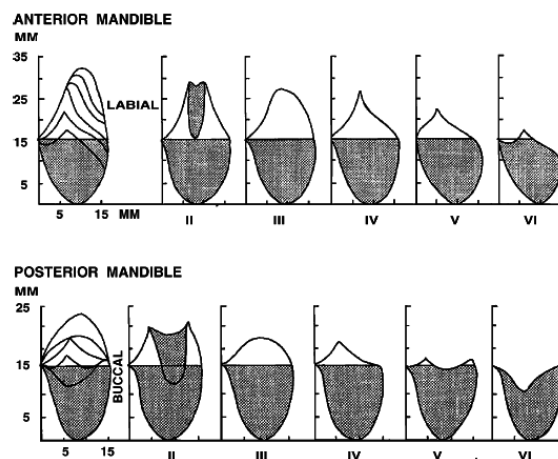 ANTERIOR MANDIBLE
MM
35
25
15
5
LABIAL
5 15 MM
II III IV V VI
POSTERIOR MANDIBLE
MM
25
15
5
BUCCAL
5 15
II III IV V VI